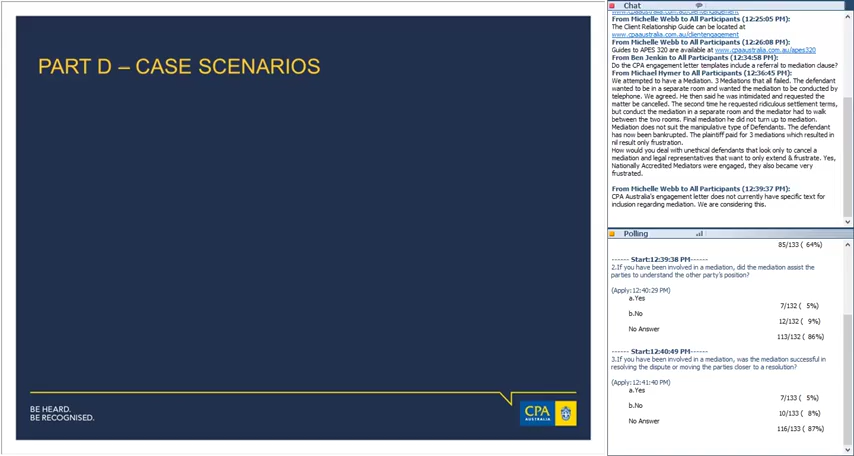 PART D – CASE SCENARIOS
BE HEARD.
BE RECOGNISED.
CPA
AUSTRALIA
Chat
www.cpaaustralia.com.au/clientengagement
From Michelle Webb to All Participants (12:25:05 PM):
The Client Relationship Guide can be located at
www.cpaaustralia.com.au/clientengagement
From Michelle Webb to All Participants (12:26:08 PM):
Guides to APES 320 are available at www.cpaaustralia.com.au/apes320
From Ben Jenkin to All Participants (12:34:58 PM):
Do the CPA engagement letter templates include a referral to mediation clause?
From Michael Hymer to All Participants (12:36:45 PM):
We attempted to have a Mediation. 3 Mediations that all failed. The defendant
wanted to be in a separate room and wanted the mediation to be conducted by
telephone. We agreed. He then said he was intimidated and requested the
matter be cancelled. The second time he requested ridiculous settlement terms,
but conduct the mediation in a separate room and the mediator had to walk
between the two rooms. Final mediation he did not turn up to mediation.
Mediation does not suit the manipulative type of Defendants. The defendant
has now been bankrupted. The plaintiff paid for 3 mediations which resulted in
nil result only frustration.
How would you deal with unethical defendants that look only to cancel a
mediation and legal representatives that want to only extend & frustrate. Yes,
Nationally Accredited Mediators were engaged, they also became very
frustrated.
From Michelle Webb to All Participants (12:39:37 PM):
CPA Australia's engagement letter does not currently have specific text for
inclusion regarding mediation. We are considering this.
Polling
85/133 ( 64%)
------ Start:12:39:38 PM------
2.If you have been involved in a mediation, did the mediation assist the
parties to understand the other party's position?
(Apply:12:40:29 PM)
a.Yes
7/132 ( 5%)
b.No
12/132 ( 9%)
No Answer
113/132 ( 86%)
------ Start:12:40:49 PM------
3.If you have been involved in a mediation, was the mediation successful in
resolving the dispute or moving the parties closer to a resolution?
(Apply:12:41:40 PM)
a.Yes
7/133 ( 5%)
b.No
10/133 ( 8%)
No Answer
116/133 ( 87%)